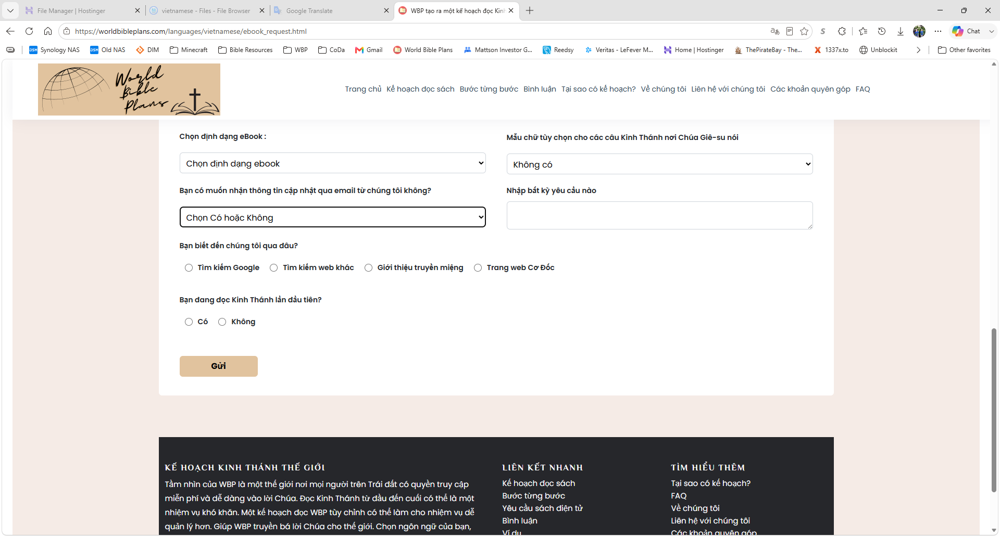 File Manager | Hostinger
vietnamese - Files - File Browser
Google Translate
WBP tạo ra một kế hoạch đọc Kin
https://worldbibleplans.com/languages/vietnamese/ebook_request.html
Chat
Synology NAS
Old NAS
DIM
Minecraft
Bible Resources
WBP
CoDa
Gmail
World Bible Plans
Mattson Investor G...
Reedsy
Veritas - LeFever M...
Home | Hostinger
ThePirateBay - The...
1337x.to
Unblockit
Other favorites
World
Bible
Plans
Trang chủ
Kế hoạch đọc sách
Bước từng bước
Bình luận
Tại sao có kế hoạch?
Về chúng tôi
Liên hệ với chúng tôi
Các khoản quyên góp
FAQ
Chọn định dạng eBook :
Mẫu chữ tùy chọn cho các câu Kinh Thánh nơi Chúa Giê-su nói
Chọn định dạng ebook
Không có
Bạn có muốn nhận thông tin cập nhật qua email từ chúng tôi không?
Nhập bất kỳ yêu cầu nào
Chọn Có hoặc Không
Bạn biết đến chúng tôi qua đâu?
Tìm kiếm Google
Tìm kiếm web khác
Giới thiệu truyền miệng
Trang web Cơ Đốc
Bạn đang đọc Kinh Thánh lần đầu tiên?
Có
Không
Gửi
KẾ HOẠCH KINH THÁNH THẾ GIỚI
Tầm nhìn của WBP là một thế giới nơi mọi người trên Trái đất có quyền truy cập
miễn phí và dễ dàng vào lời Chúa. Đọc Kinh Thánh từ đầu đến cuối có thể là một
nhiệm vụ khó khăn. Một kế hoạch đọc WBP tùy chỉnh có thể làm cho nhiệm vụ dễ
quản lý hơn. Giúp WBP truyền bá lời Chúa cho thế giới. Chọn ngôn ngữ của bạn,
LIÊN KẾT NHANH
Kế hoạch đọc sách
Bước từng bước
Yêu cầu sách điện tử
Bình luận
Ví dụ
TÌM HIỂU THÊM
Tại sao có kế hoạch?
FAQ
Về chúng tôi
Liên hệ với chúng tôi
Các khoản quyên góp